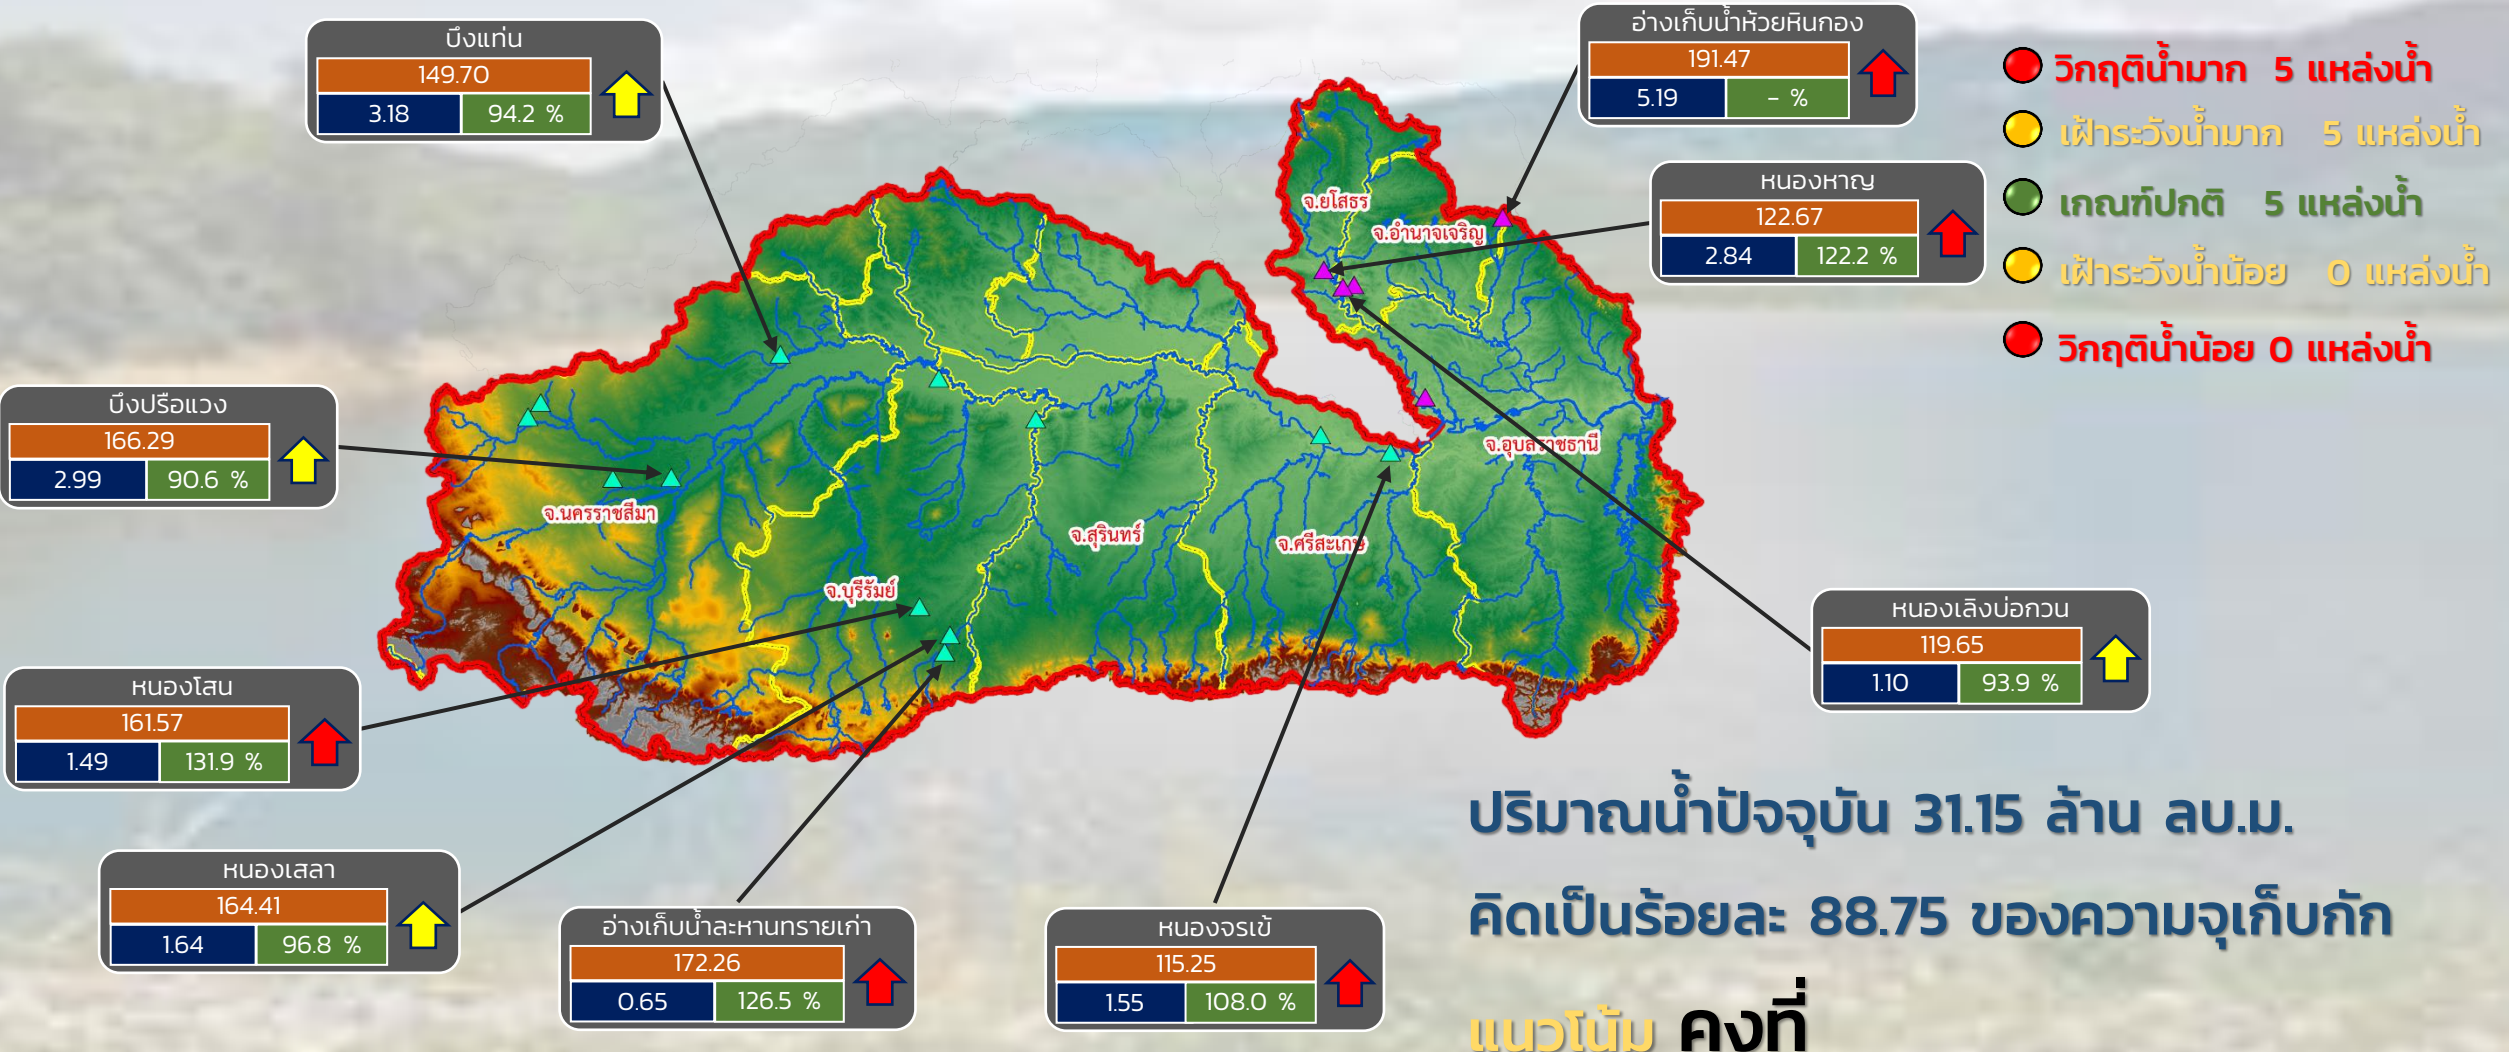 บึงแท่น
149.70
3.18 94.2 %
อ่างเก็บน้ำห้วยหินกอง
191.47
5.19 - %
หนองหาญ
122.67
2.84 122.2 %
วิกฤติน้ำมาก 5 แหล่งน้ำ
เฝ้าระวังน้ำมาก 5 แหล่งน้ำ
เกณฑ์ปกติ 5 แหล่งน้ำ
เฝ้าระวังน้ำน้อย 0 แหล่งน้ำ
วิกฤติน้ำน้อย 0 แหล่งน้ำ
จ.ยโสธร
จ.อำนาจเจริญ
บึงปรือแวง
166.29
2.99 90.6 %
จ.อุบลราชธานี
จ.นครราชสีมา
จ.สุรินทร์
จ.ศรีสะเกษ
จ.บุรีรัมย์
หนองเลิงบ่อกวน
119.65
1.10 93.9 %
หนองโสน
161.57
1.49 131.9 %
หนองเสลา
164.41
1.64 96.8 %
อ่างเก็บน้ำละหานทรายเก่า
172.26
0.65 126.5 %
หนองจรเข้
115.25
1.55 108.0 %
ปริมาณน้ำปัจจุบัน 31.15 ล้าน ลบ.ม.
คิดเป็นร้อยละ 88.75 ของความจุเก็บกัก
แนวโน้ม คงที่